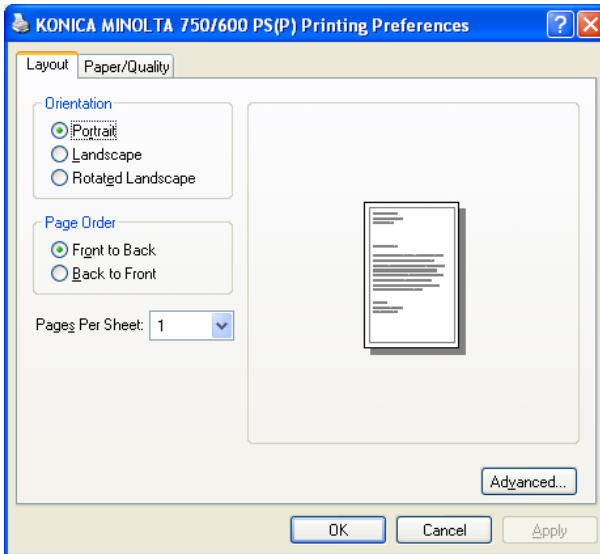 KONICA MINOLTA 750/600 PS(P) Printing Preferences
Layout
Paper/Quality
Orientation
Portrait
Landscape
Rotated Landscape
Page Order
Front to Back
Back to Front
Pages Per Sheet: 1
Advanced...
OK
Cancel
Apply